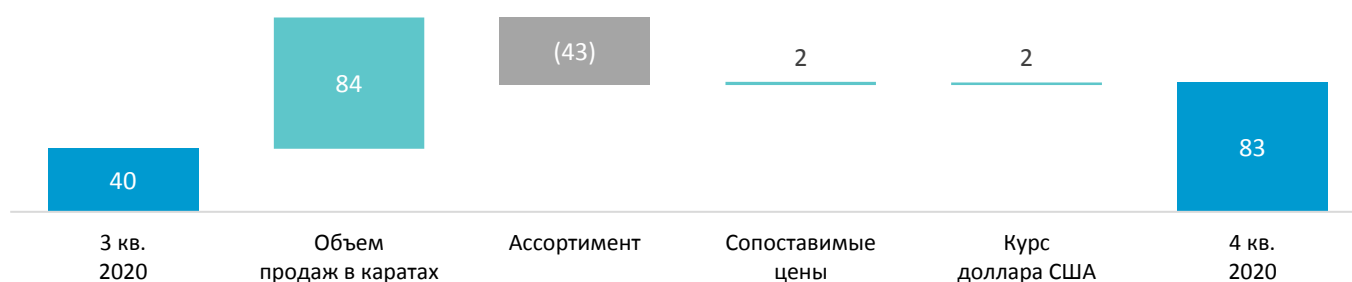 84
(43)
2
2
40
83
3 кв.
2020
Объем
продаж в каратах
Ассортимент
Сопоставимые
цены
Курс
доллара США
4 кв.
2020